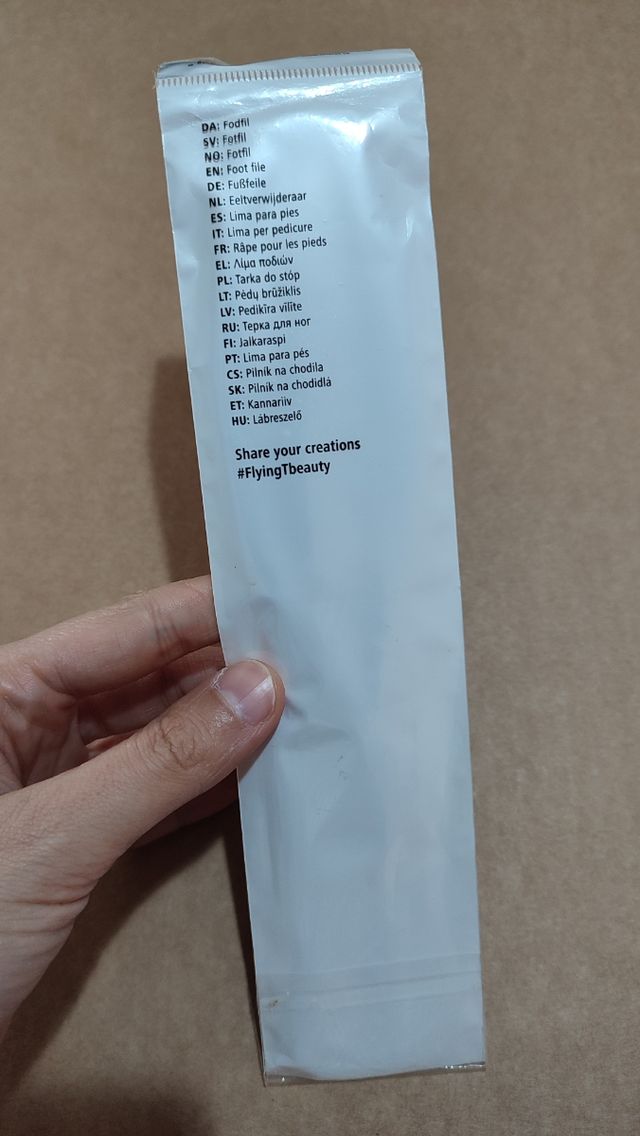 DA: Fodfil
SV: Fotfil
NO: Fotfil
EN: Foot file
DE: Fußfeile
NL: Eeltverwijderaar
ES: Lima para pies
IT: Lima per pedicure
FR: Râpe pour les pieds
EL: Λίμα ποδιών
PL: Tarka do stóp
LT: Pėdų brūžiklis
LV: Pedikīra vīlīte
RU: Терка для ног
FI: Jalkaraspi
PT: Lima para pés
CS: Pilník na chodila
SK: Pilník na chodidlá
ET: Kannariiv
HU: Lábreszelő
Share your creations
#FlyingTbeauty